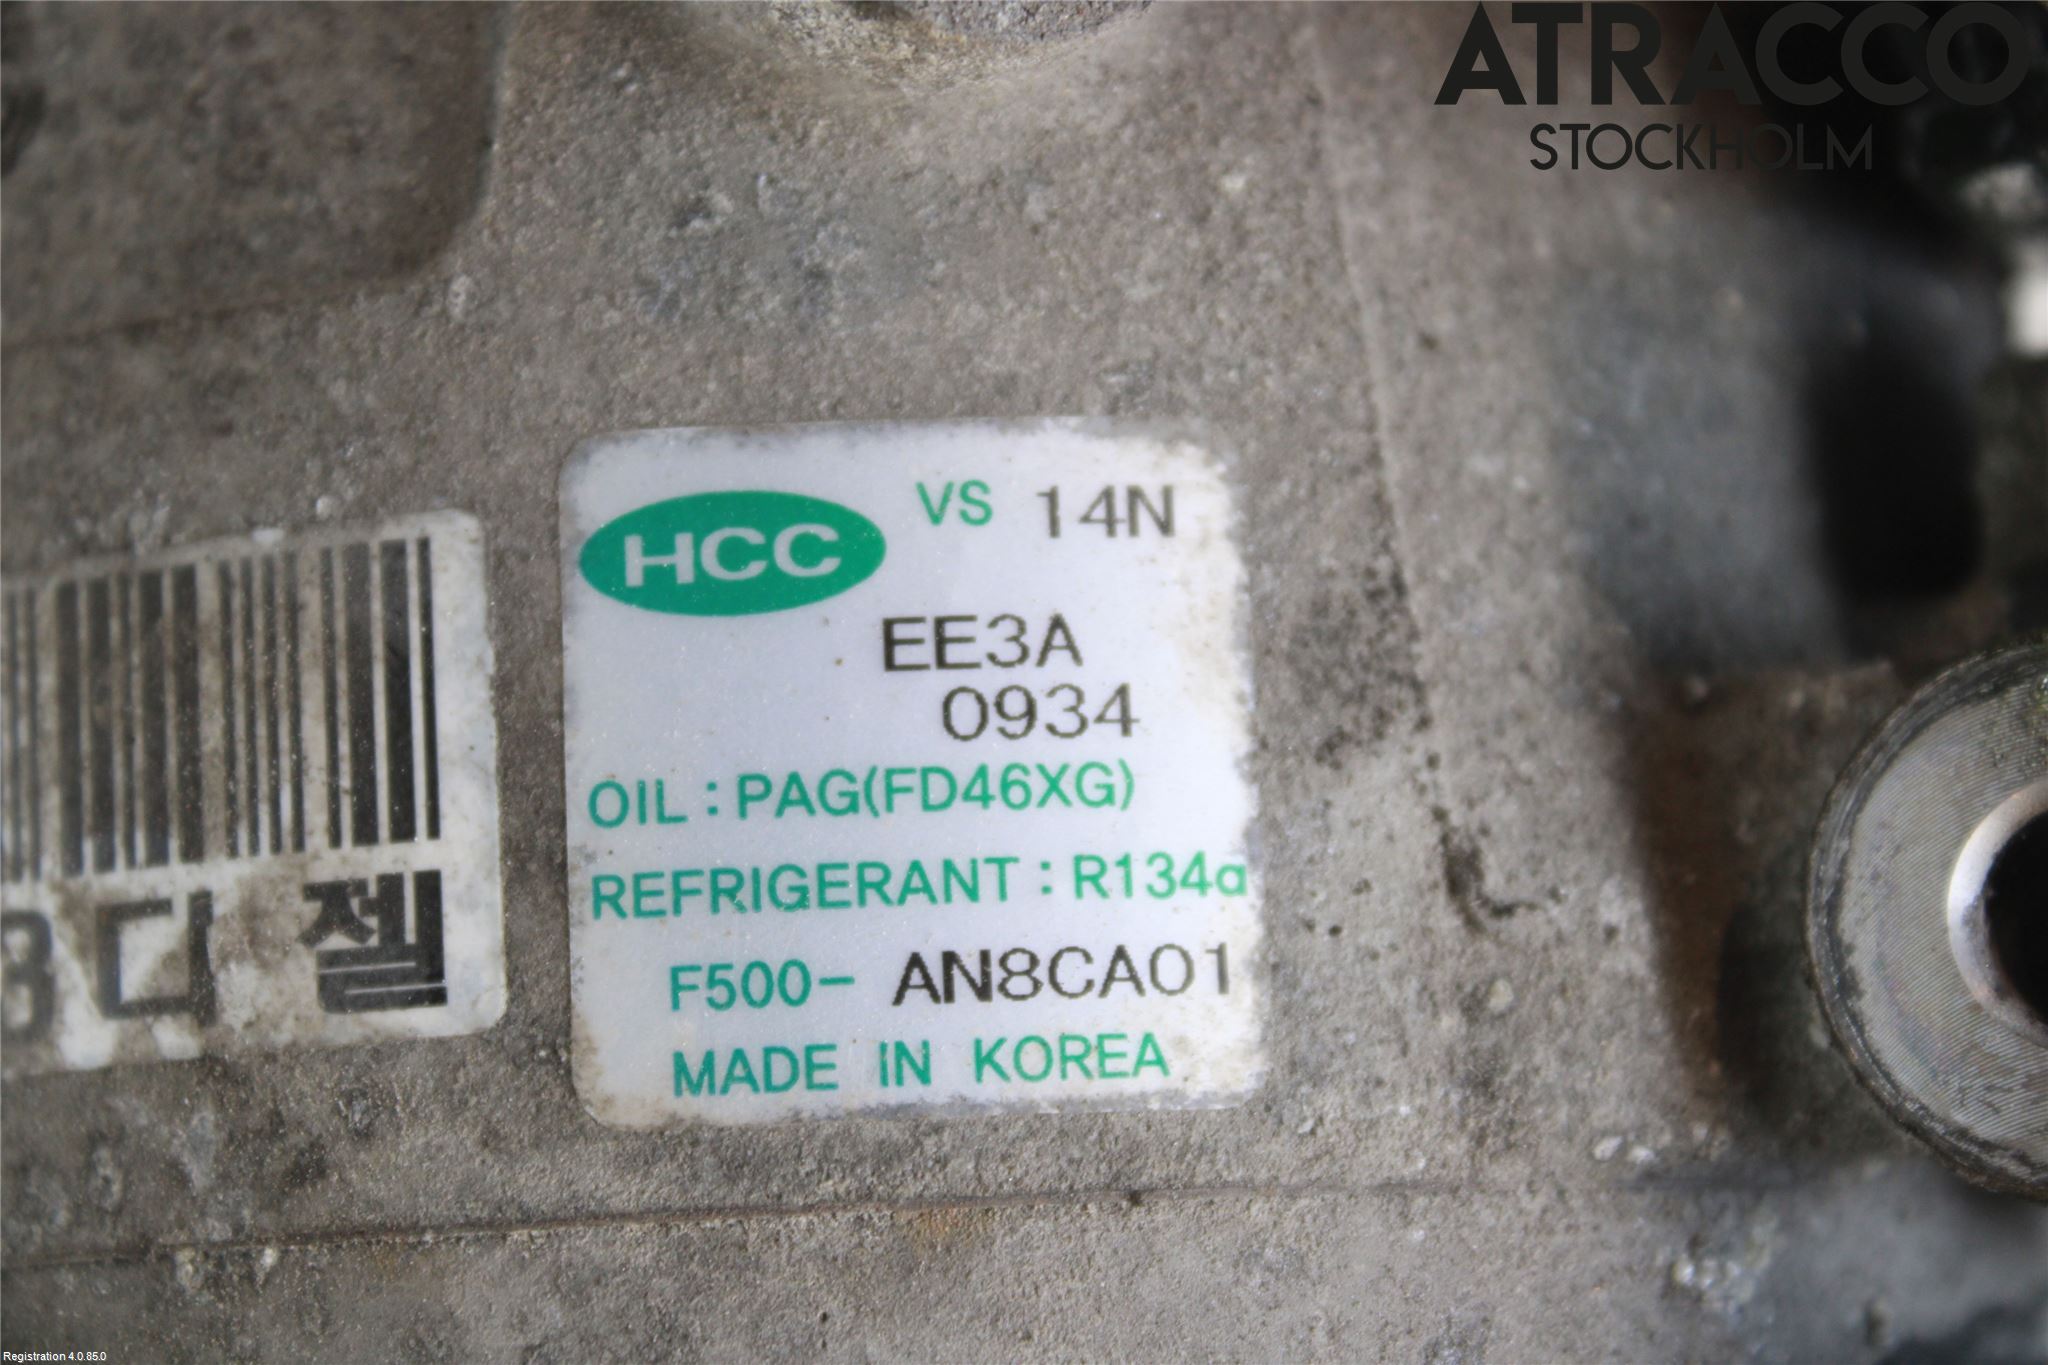 ATRACCO
STOCKHOLM
HCC VS 14N
EE3A
0934
OIL : PAG(FD46XG)
REFRIGERANT : R134a
F500- AN8CA01
MADE IN KOREA
8디젤
Registration 4.0.85.0